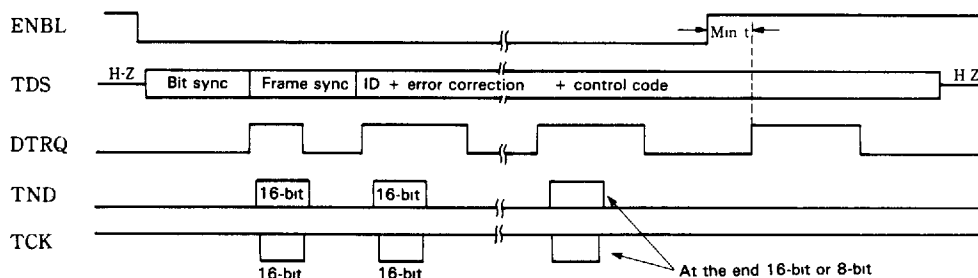 ENBL
Min t
TDS H-Z Bit sync Frame sync ID + error correction + control code H Z
DTRQ
TND 16-bit 16-bit
TCK
16-bit 16-bit At the end 16-bit or 8-bit